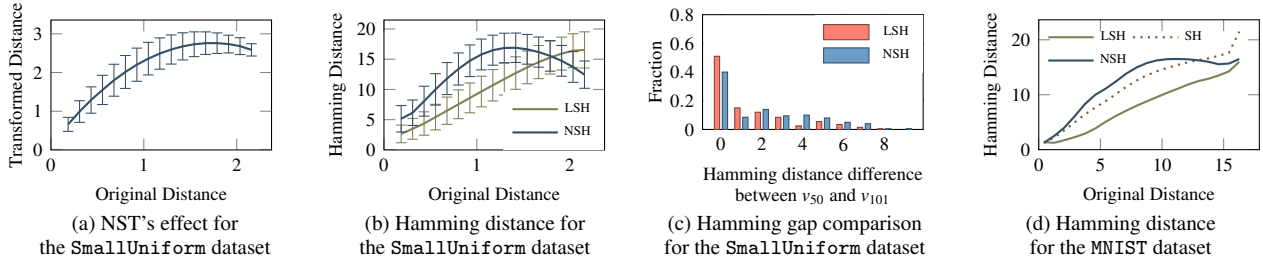 Transformed Distance
3
2
1
0
0 1 2
Original Distance
(a) NST's effect for
the SmallUniform dataset
Hamming Distance
20
15
10
5
0
LSH
NSH
0 1 2
Original Distance
(b) Hamming distance for
the SmallUniform dataset
Fraction
0.8
0.6
0.4
0.2
0
LSH
NSH
0 2 4 6 8
Hamming distance difference
between v50 and v101
(c) Hamming gap comparison
for the SmallUniform dataset
Hamming Distance
20
10
0
LSH SH
NSH
0 5 10 15
Original Distance
(d) Hamming distance
for the MNIST dataset